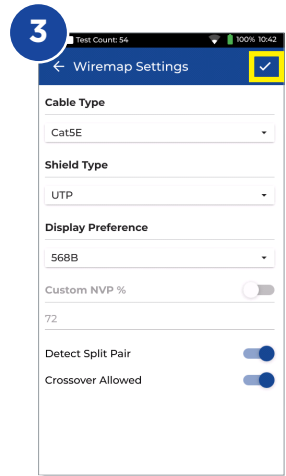 3
Test Count: 54 100% 10:42
Wiremap Settings
Cable Type
Cat5E
Shield Type
UTP
Display Preference
568B
Custom NVP %
72
Detect Split Pair
Crossover Allowed